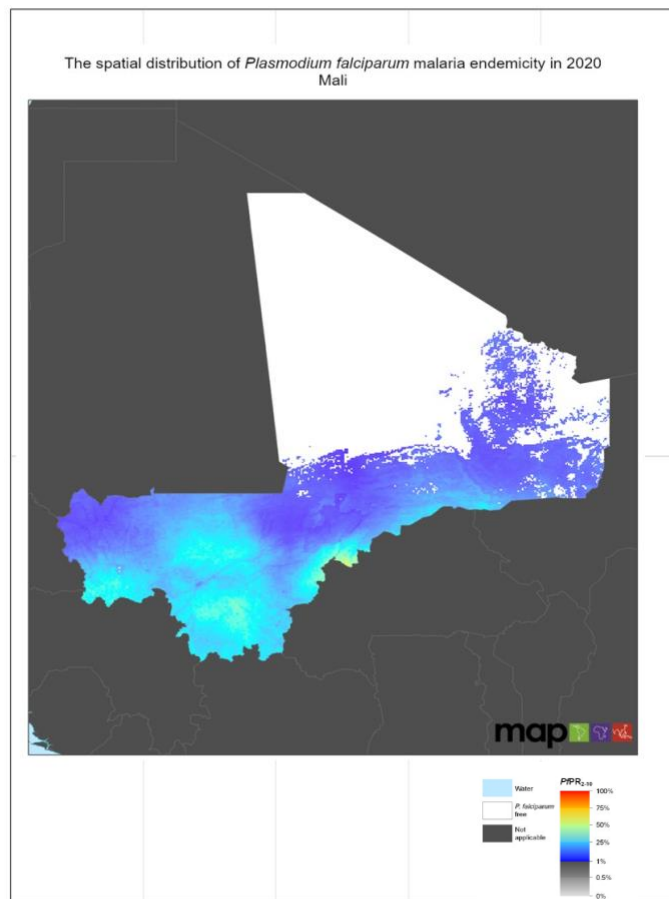 The spatial distribution of Plasmodium falciparum malaria endemicity in 2020
Mali
map
Water
P. falciparum
free
Not
applicable
PfPR2-10
100%
75%
50%
25%
1%
0.5%
0%